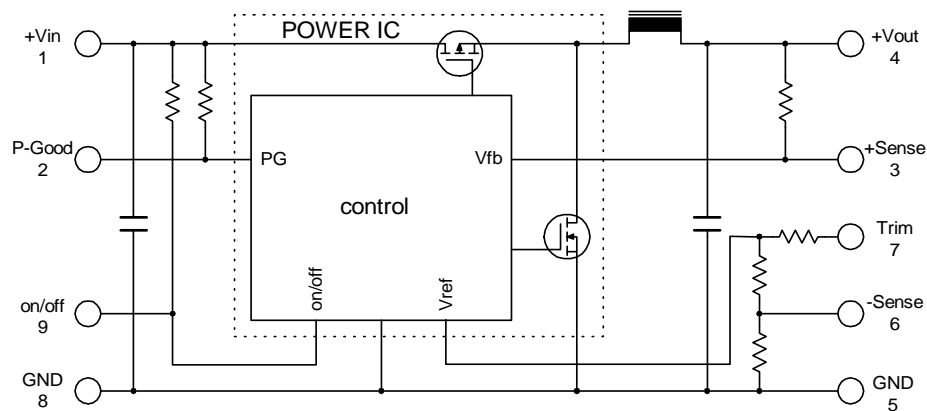 POWER IC
+Vin
1
+Vout
4
P-Good
2
PG
Vfb
+Sense
3
control
Trim
7
on/off
Vref
on/off
9
-Sense
6
GND
8
GND
5